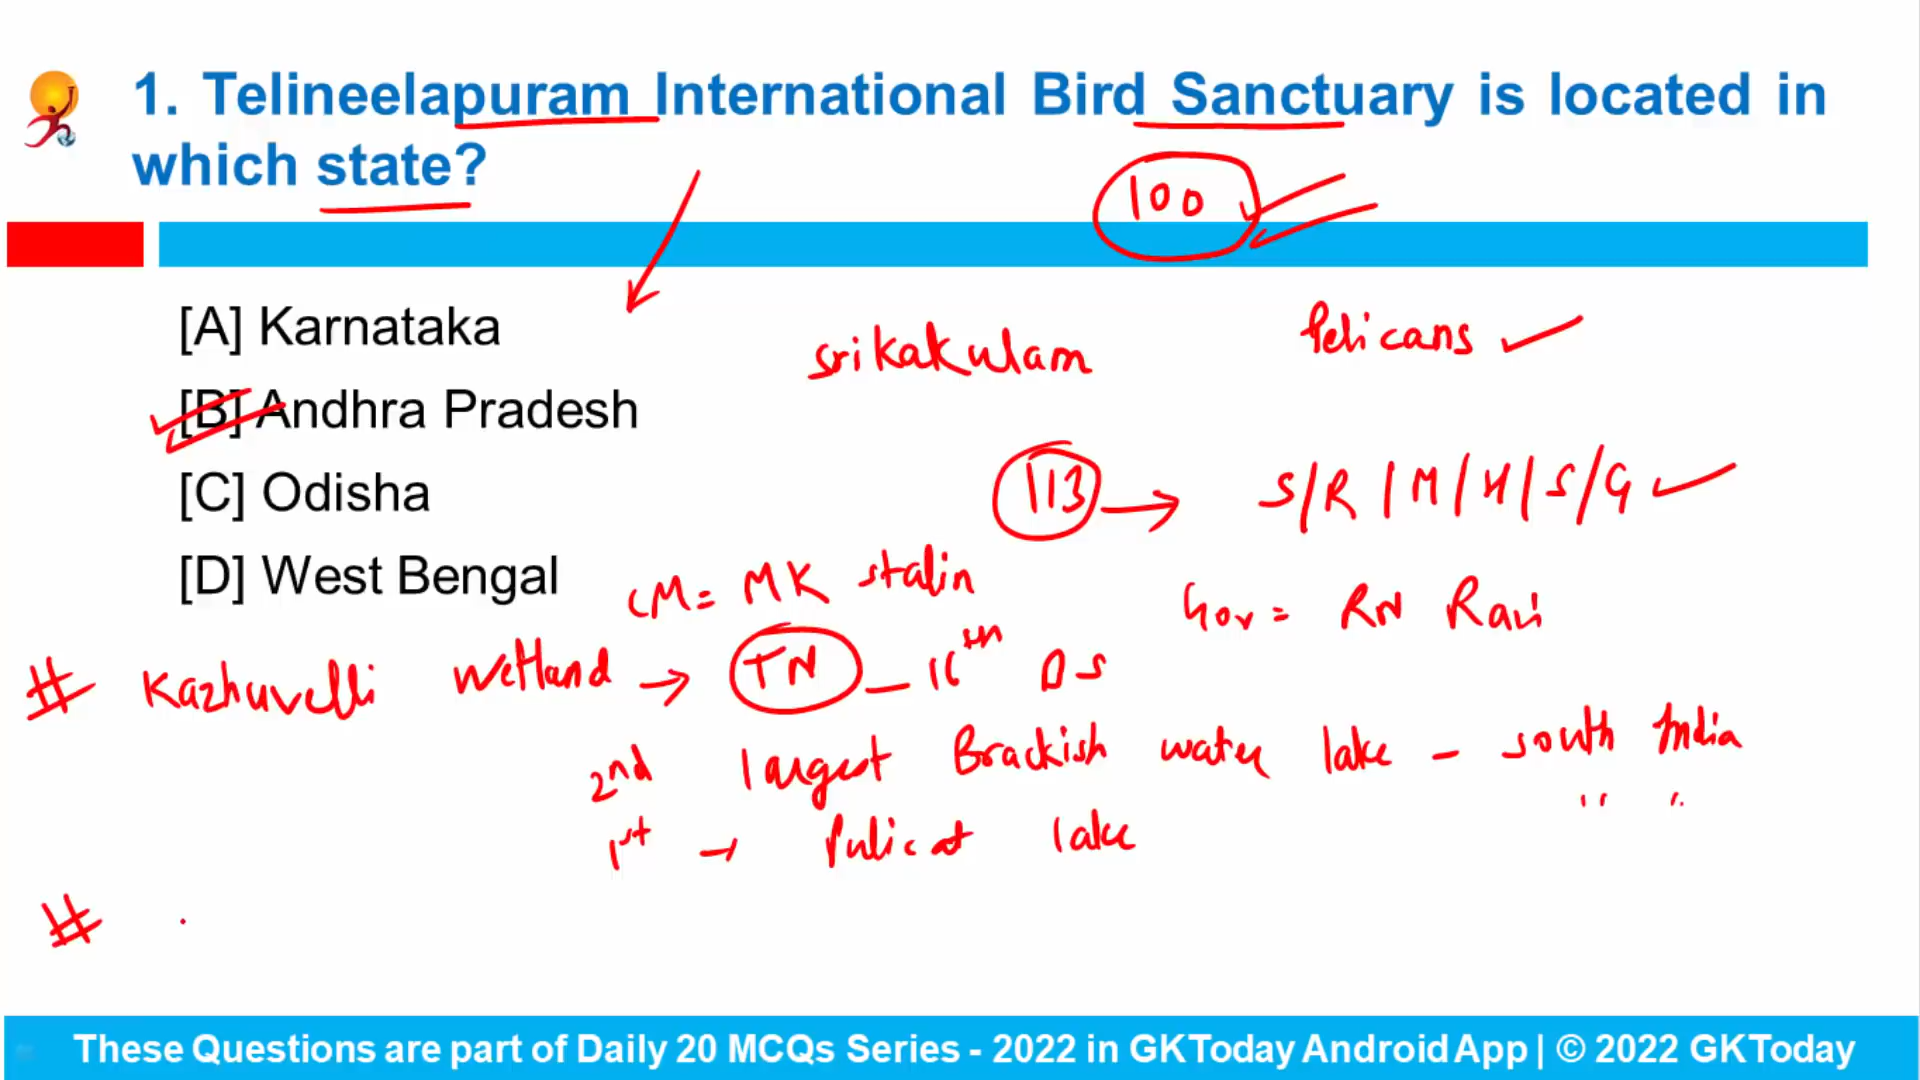 1. Telineelapuram International Bird Sanctuary is located in
which state?
100
[A] Karnataka
srikakulam
Pelicans
[B] Andhra Pradesh
113 → S/R/M/H/S/G
[C] Odisha
[D] West Bengal
CM = MK Stalin
Gov = RN Ravi
# Kazhuvelli Wetland → TN - 16th
2nd largest Brackish water lake - south India
1st → Pulicat lake " "
#
These Questions are part of Daily 20 MCQs Series - 2022 in GKToday Android App | © 2022 GKToday